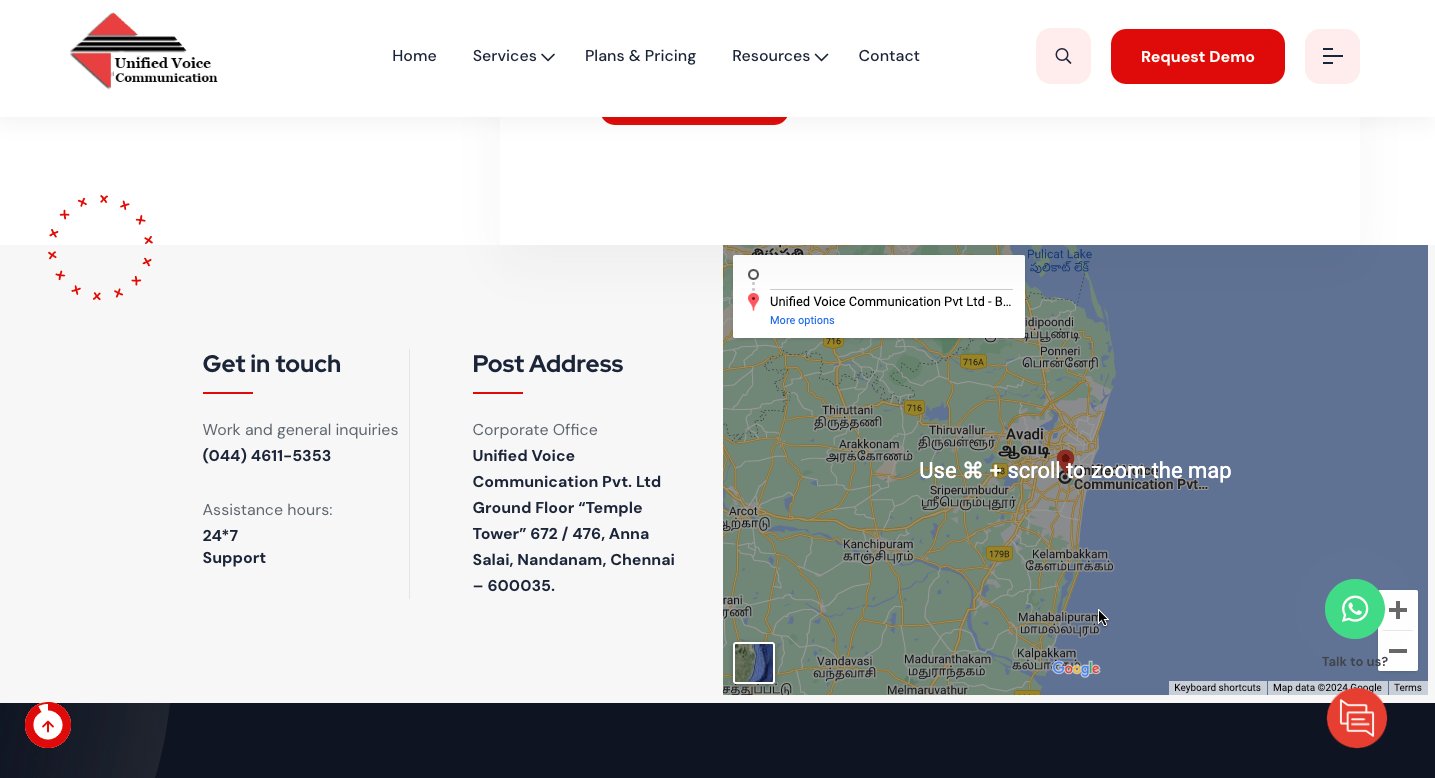 Unified Voice
Communication
Home
Services
Plans & Pricing
Resources
Contact
Request Demo
Get in touch
Work and general inquiries
(044) 4611-5353
Assistance hours:
24*7
Support
Post Address
Corporate Office
Unified Voice
Communication Pvt. Ltd
Ground Floor “Temple
Tower” 672 / 476, Anna
Salai, Nandanam, Chennai
– 600035.
Unified Voice Communication Pvt Ltd - B...
More options
Pulicat Lake
పులికాట్ లేక్
Ponneri
பொன்னேரி
716
716A
Thiruttani
திருத்தணி
716
Thiruvallur
திருவள்ளூர்
Arakkonam
அரக்கோணம்
Avadi
ஆவடி
Use ⌘ + scroll to zoom the map
Communication Pvt...
Sriperumbudur
ஸ்ரீபெரும்புதூர்
Arcot
Kanchipuram
காஞ்சிபுரம்
179B
Kelambakkam
கேளம்பாக்கம்
Mahabalipuram
மாமல்லபுரம்
Kalpakkam
Vandavasi
வந்தவாசி
Maduranthakam
மதுராந்தகம்
Melmaruvathur
Google
Talk to us?
Keyboard shortcuts
Map data ©2024 Google
Terms